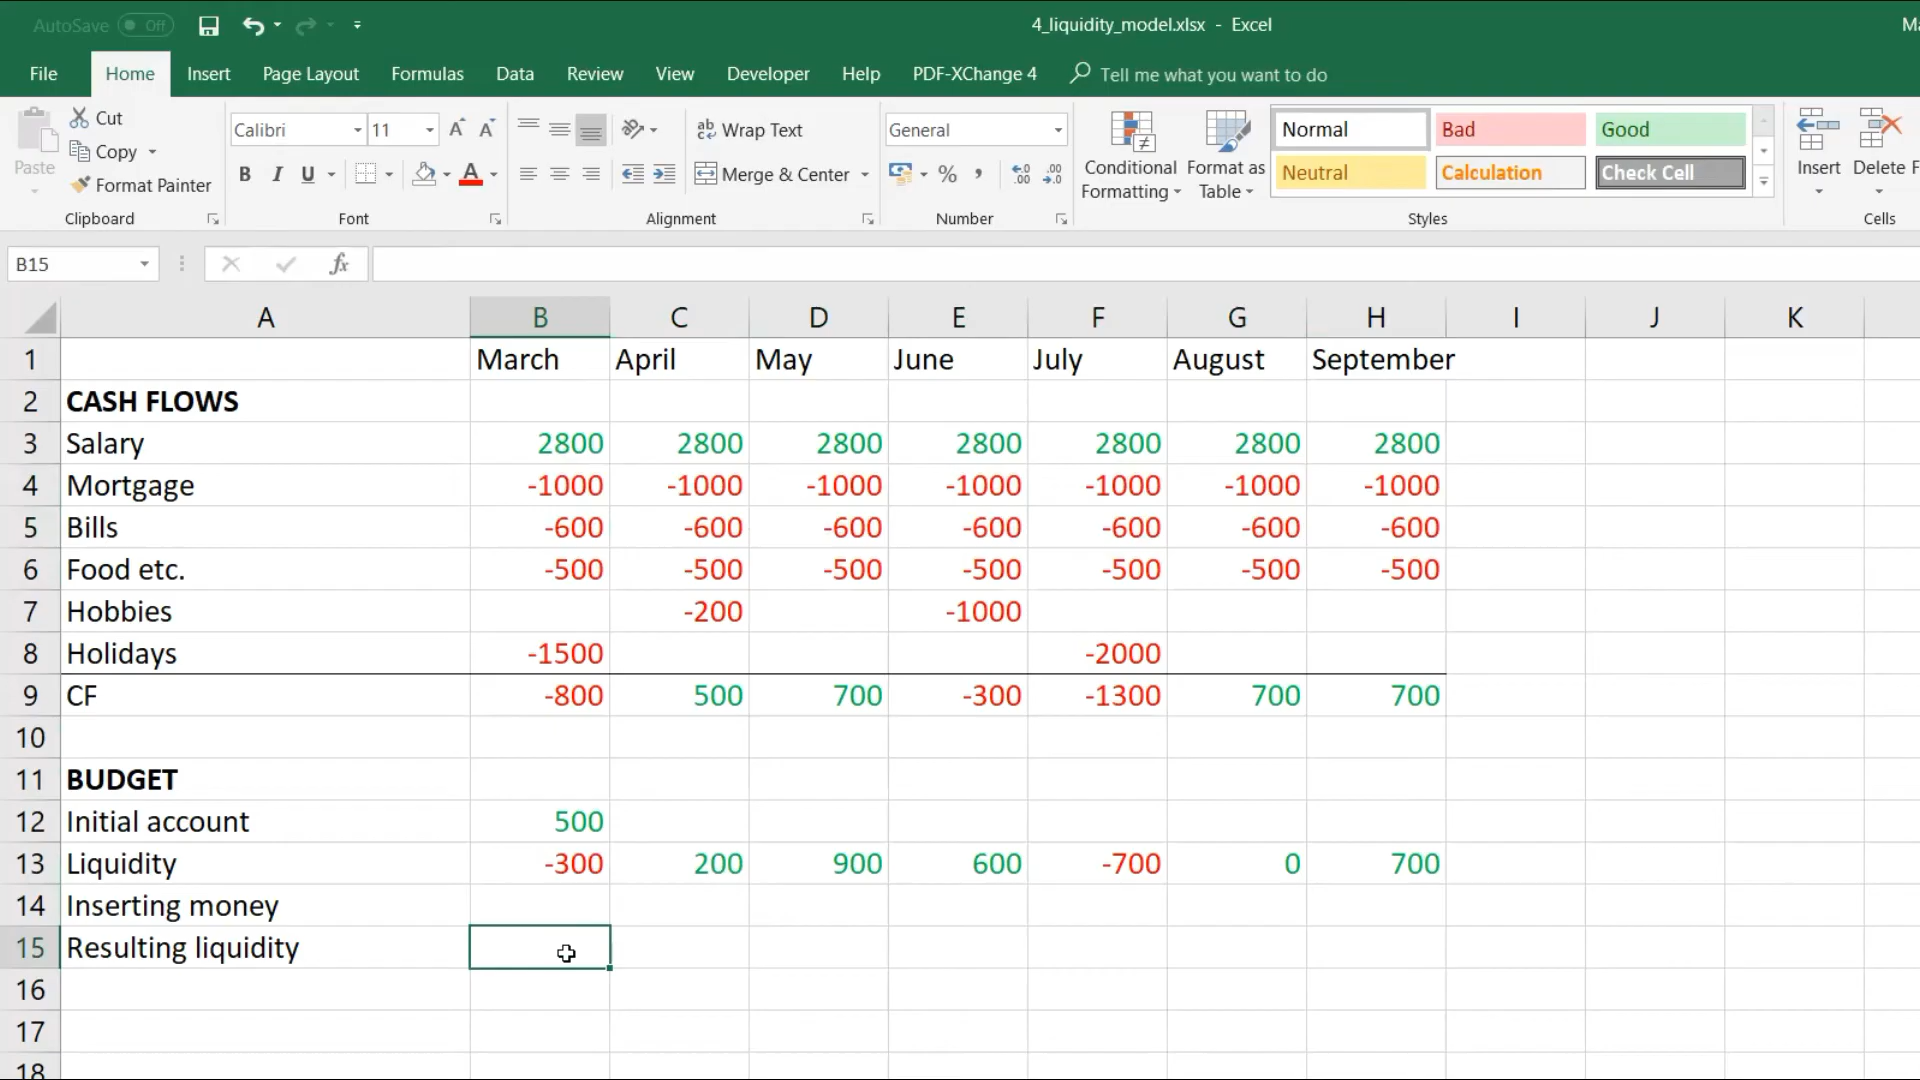 AutoSave Off 4_liquidity_model.xlsx - Excel
File Home Insert Page Layout Formulas Data Review View Developer Help PDF-XChange 4 Tell me what you want to do
Paste Cut Copy Format Painter
Clipboard
Calibri 11
B I U A
Font
ab Wrap Text
Merge & Center
Alignment
General
% ,
Number
Conditional Formatting
Format as Table
Normal Bad Good
Neutral Calculation Check Cell
Styles
Insert Delete
Cells
B15 fx
A B C D E F G H I J K
1 March April May June July August September
2 CASH FLOWS
3 Salary 2800 2800 2800 2800 2800 2800 2800
4 Mortgage -1000 -1000 -1000 -1000 -1000 -1000 -1000
5 Bills -600 -600 -600 -600 -600 -600 -600
6 Food etc. -500 -500 -500 -500 -500 -500 -500
7 Hobbies -200 -1000
8 Holidays -1500 -2000
9 CF -800 500 700 -300 -1300 700 700
10
11 BUDGET
12 Initial account 500
13 Liquidity -300 200 900 600 -700 0 700
14 Inserting money
15 Resulting liquidity
16
17
18